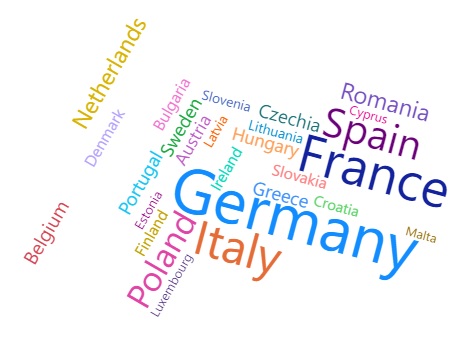 Netherlands
Romania
Bulgaria
Slovenia
Cyprus
Sweden
Czechia
Spain
Denmark
Latvia
Lithuania
Austria
Hungary
France
Ireland
Portugal
Slovakia
Germany
Greece
Croatia
Estonia
Belgium
Finland
Malta
Italy
Poland
Luxembourg